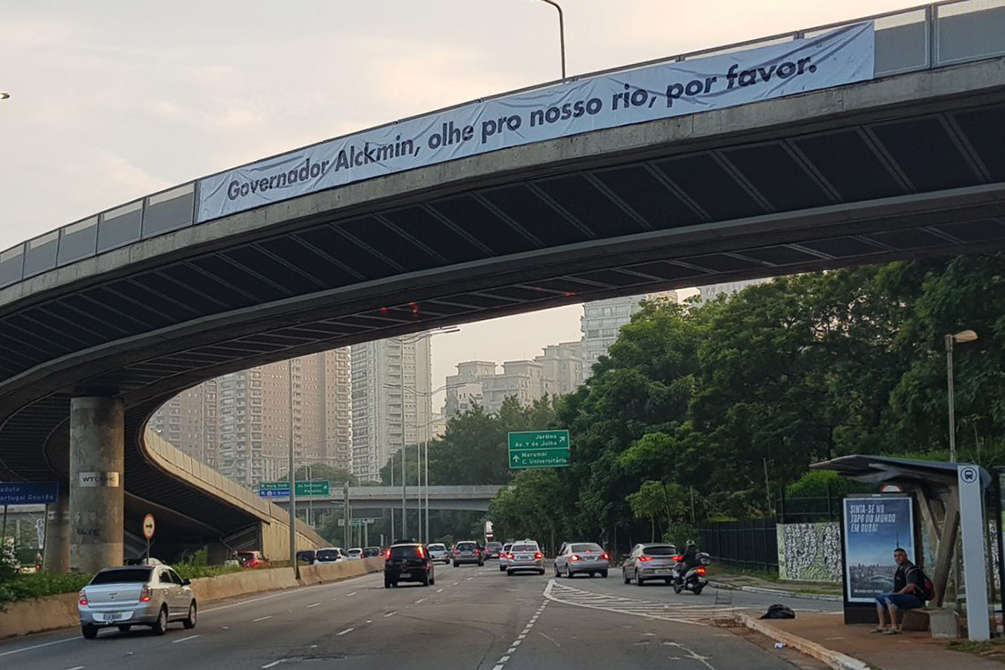 Governador Alckmin, olhe pro nosso rio, por favor.
Jardins
Av. 9 de Julho
Morumbi
C. Universitária
WTC
SINTA-SE NO
TOPO DO MUNDO
EM DUBAI